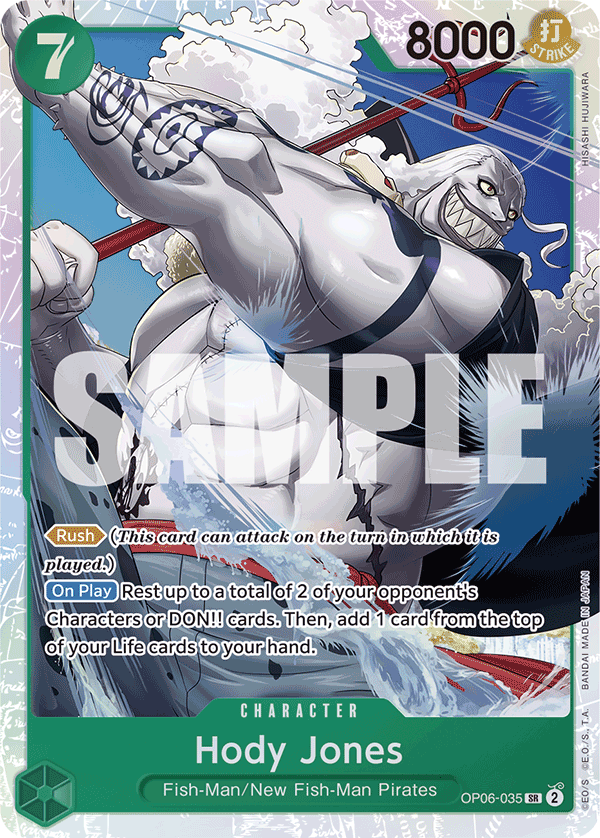 7
8000
打
STRIKE
HISASHI HUJIWARA
SAMPLE
Rush (This card can attack on the turn in which it is
played.)
On Play Rest up to a total of 2 of your opponent's
Characters or DON!! cards. Then, add 1 card from the top
of your Life cards to your hand.
©E.O/S ©E.O./S., T.A. BANDAI MADE IN JAPAN
CHARACTER
Hody Jones
Fish-Man/New Fish-Man Pirates
OP06-035 SR 2